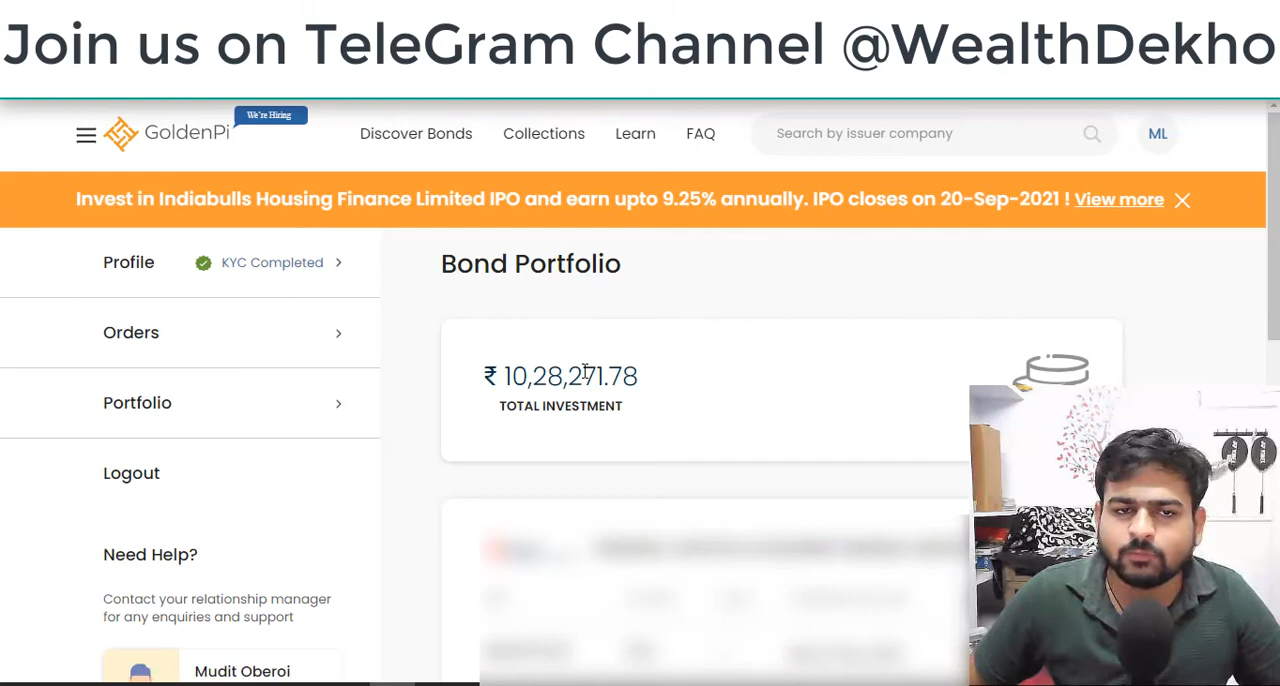 Join us on TeleGram Channel @WealthDekho
We're Hiring
GoldenPi
Discover Bonds
Collections
Learn
FAQ
Search by issuer company
ML
Invest in Indiabulls Housing Finance Limited IPO and earn upto 9.25% annually. IPO closes on 20-Sep-2021 ! View more
Profile
KYC Completed
Orders
Portfolio
Logout
Need Help?
Contact your relationship manager
for any enquiries and support
Mudit Oberoi
Bond Portfolio
₹ 10,28,271.78
TOTAL INVESTMENT